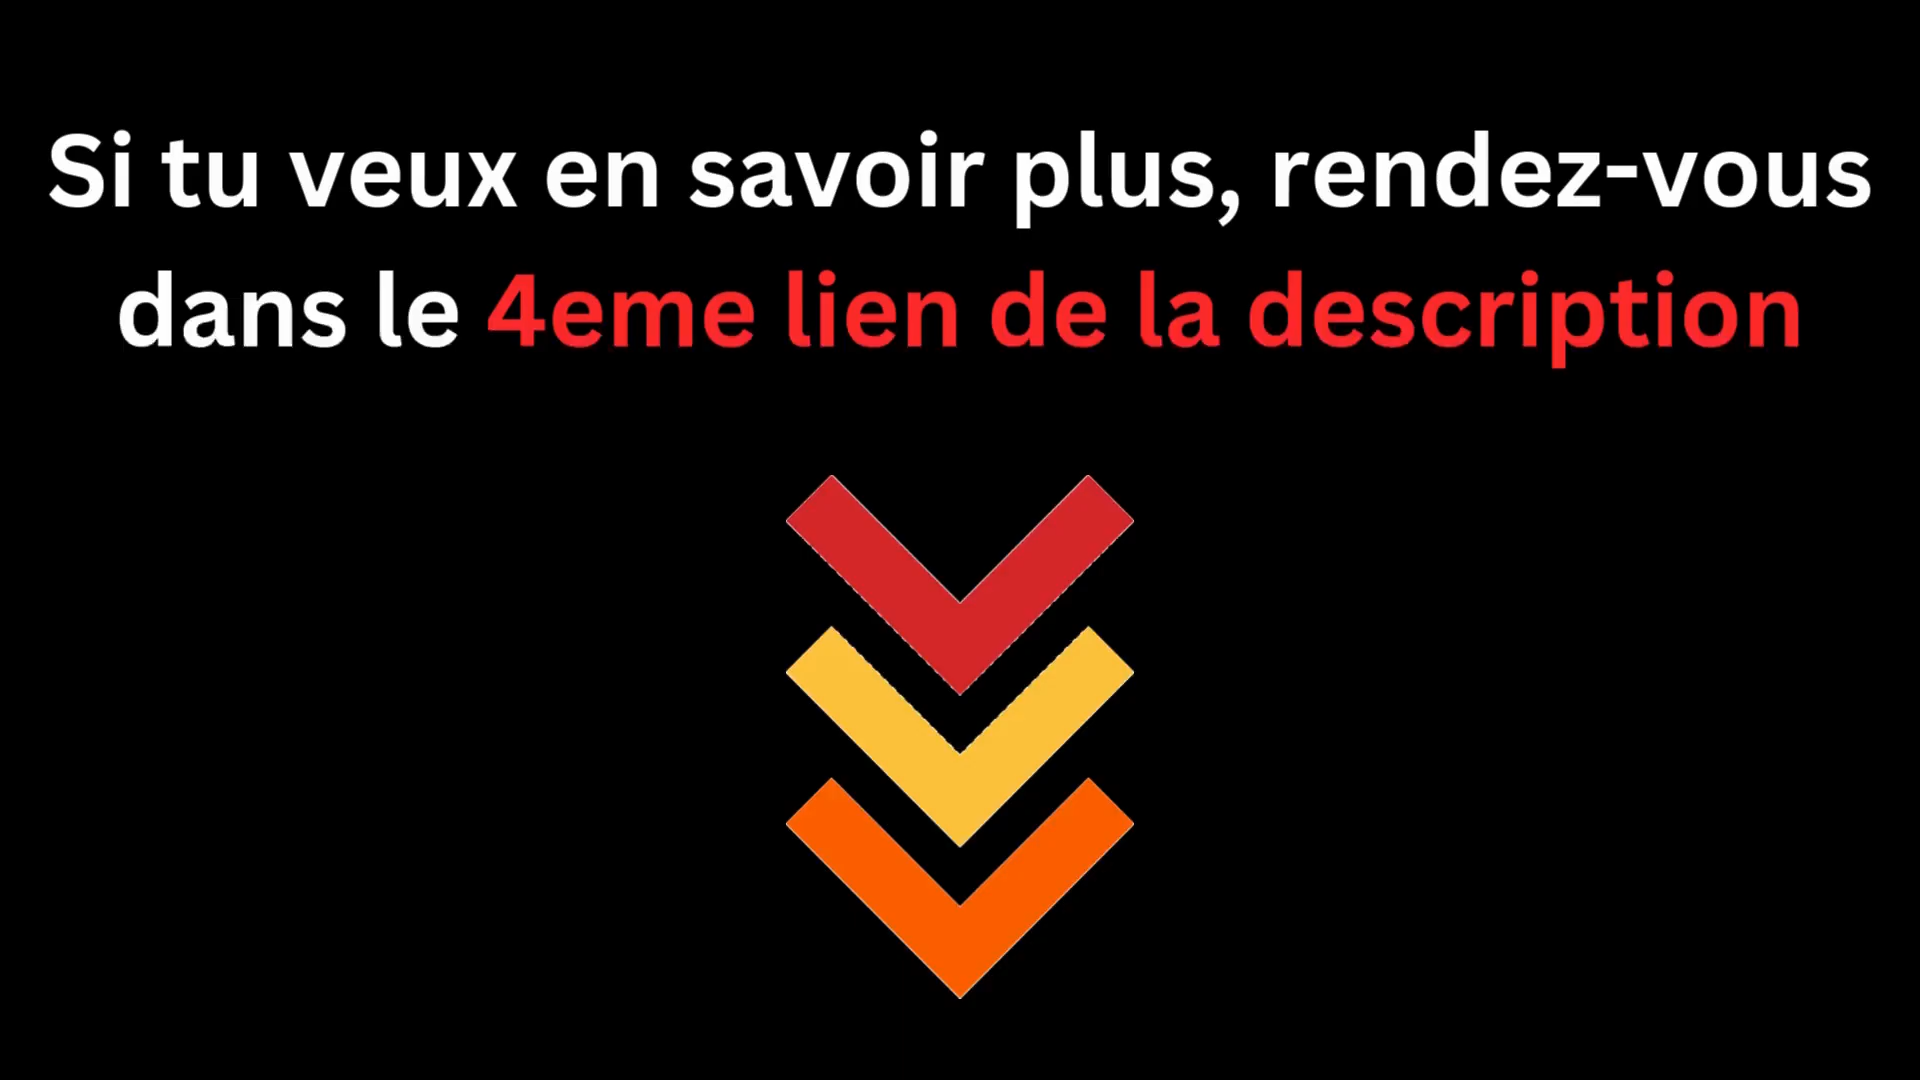 Si tu veux en savoir plus, rendez-vous
dans le 4eme lien de la description